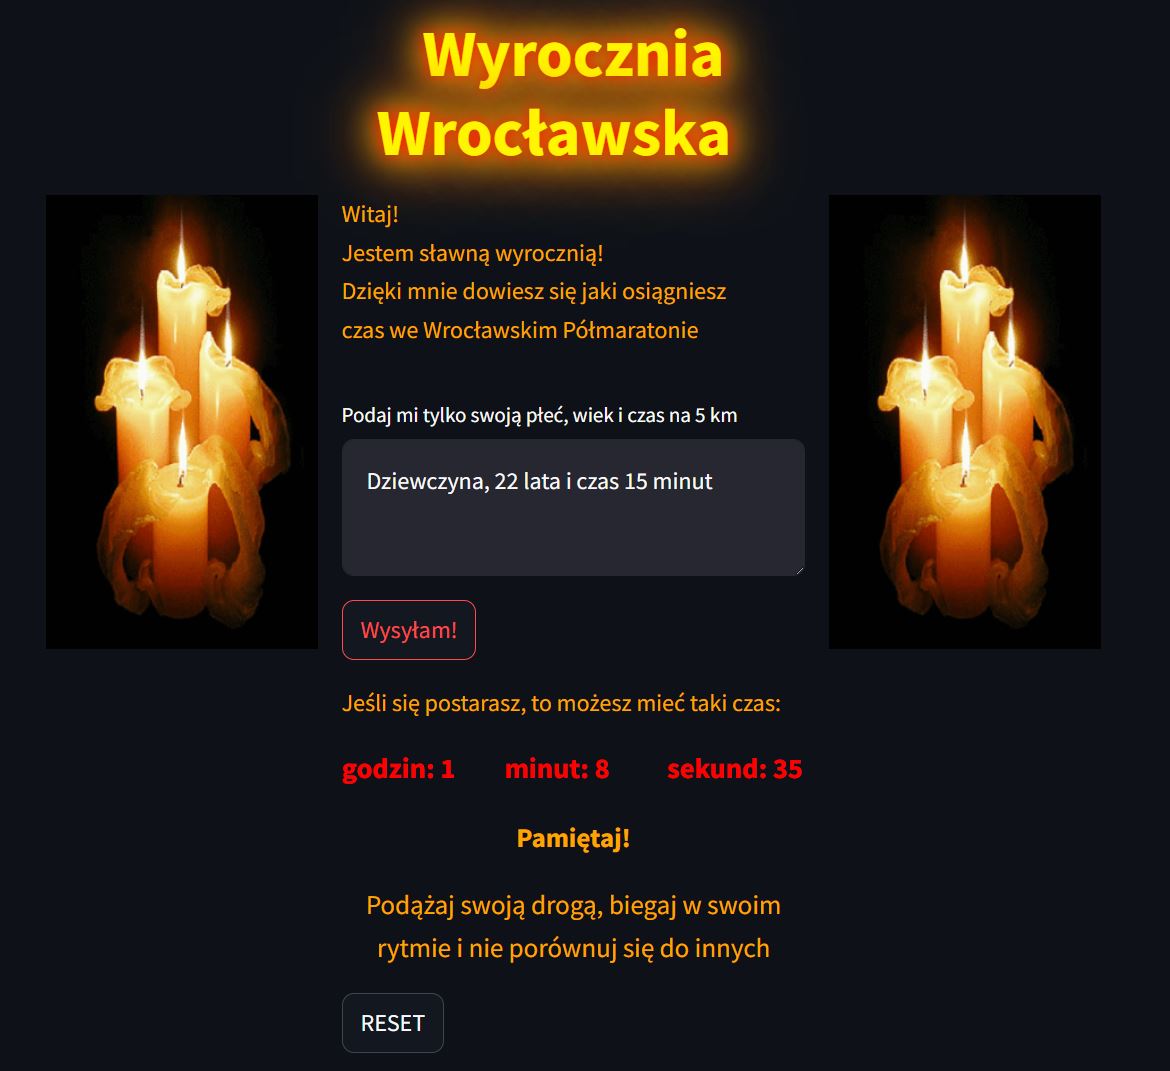 Wyrocznia
Wrocławska
Witaj!
Jestem sławną wyrocznią!
Dzięki mnie dowiesz się jaki osiągniesz
czas we Wrocławskim Półmaratonie
Podaj mi tylko swoją płeć, wiek i czas na 5 km
Dziewczyna, 22 lata i czas 15 minut
Wysyłam!
Jeśli się postarasz, to możesz mieć taki czas:
godzin: 1 minut: 8 sekund: 35
Pamiętaj!
Podążaj swoją drogą, biegaj w swoim
rytmie i nie porównuj się do innych
RESET